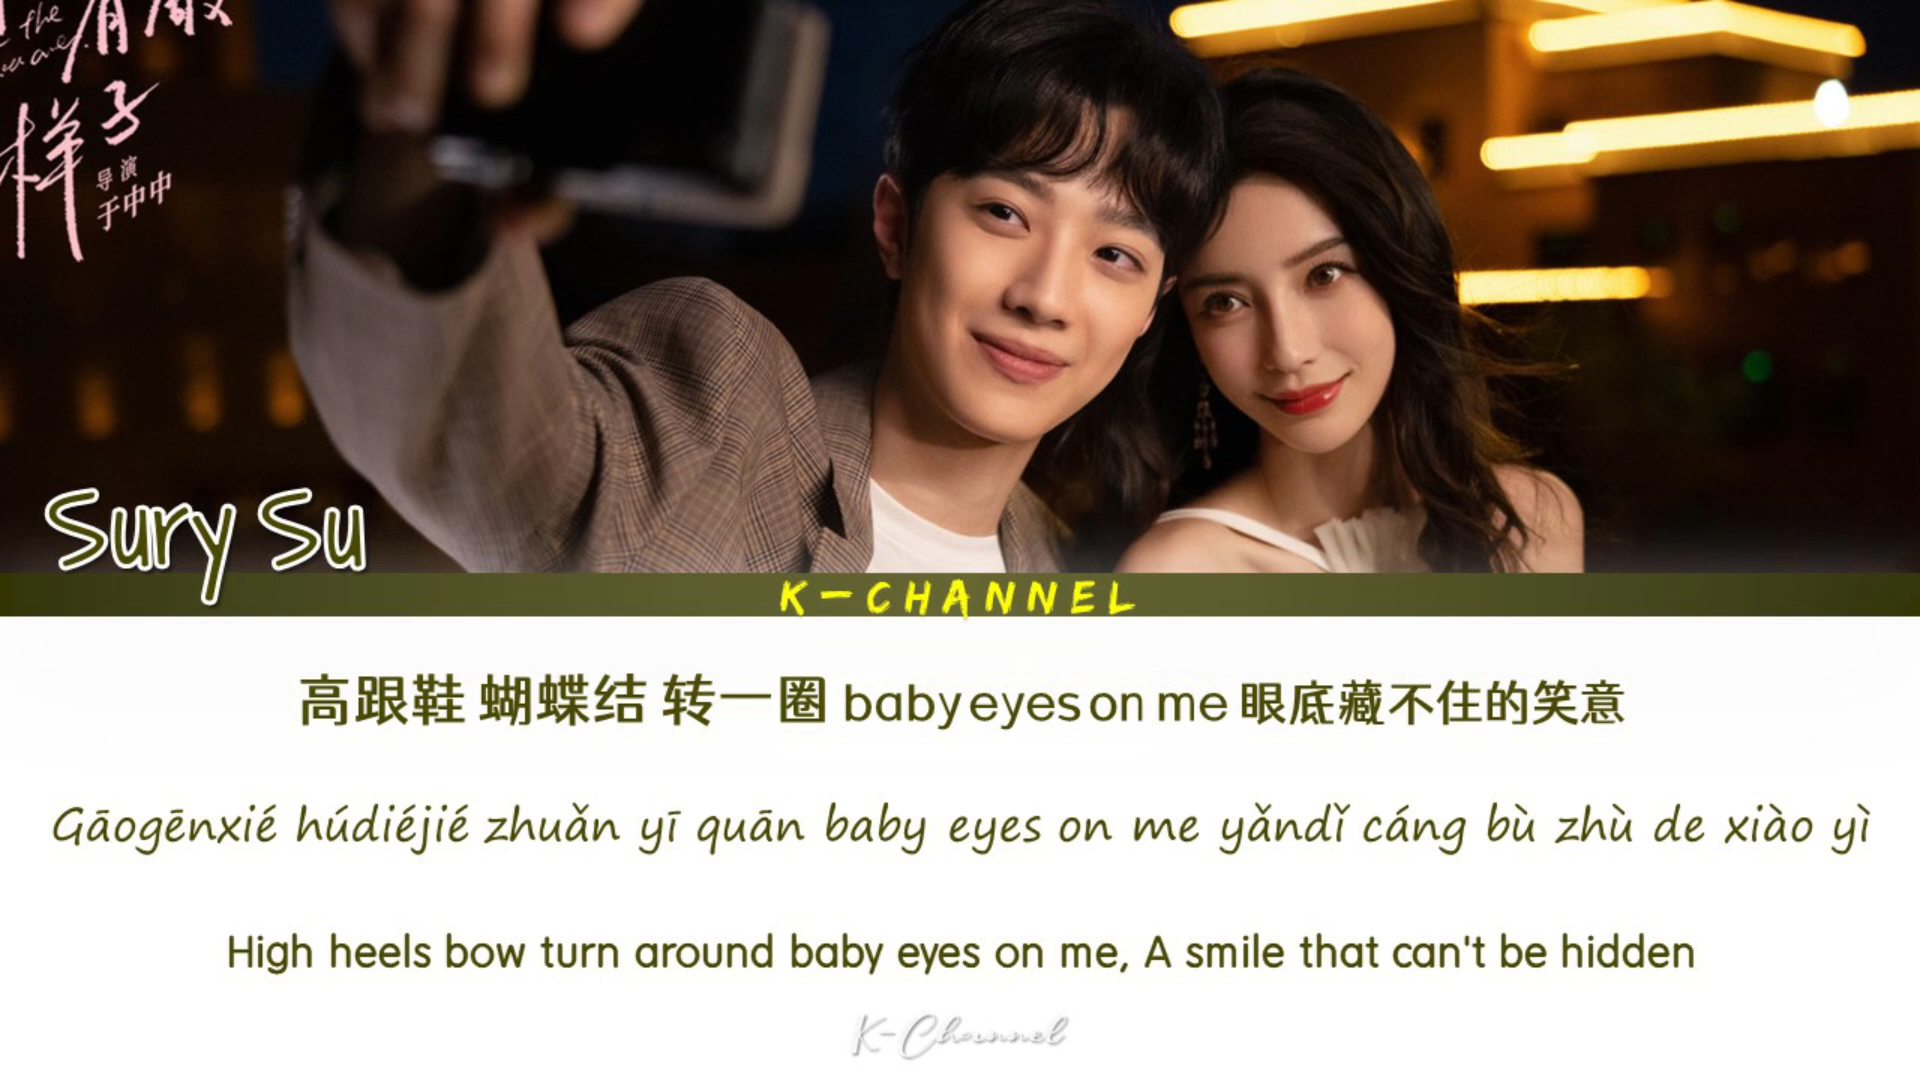 the
有
样子
导演
于中中
Sury Su
K-CHANNEL
高跟鞋 蝴蝶结 转一圈 baby eyes on me 眼底藏不住的笑意
Gāogēnxié húdiéjié zhuǎn yī quān baby eyes on me yǎndǐ cáng bù zhù de xiào yì
High heels bow turn around baby eyes on me, A smile that can't be hidden
K-Channel